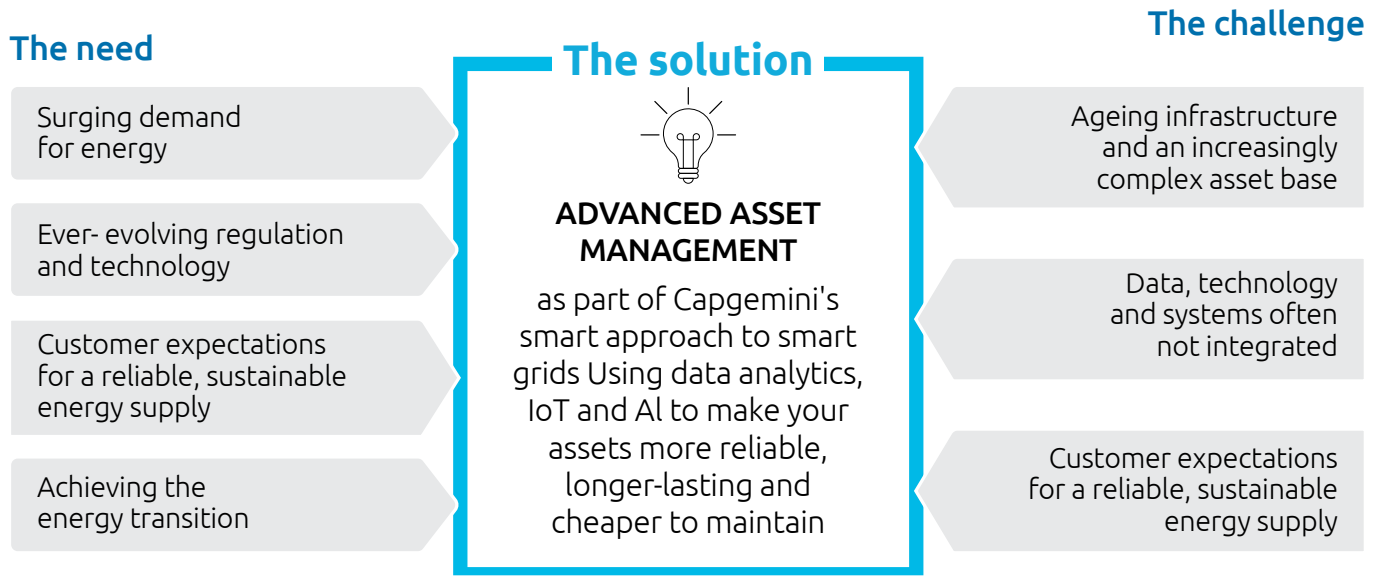 The need
Surging demand
for energy
Ever- evolving regulation
and technology
Customer expectations
for a reliable, sustainable
energy supply
Achieving the
energy transition
The solution
ADVANCED ASSET
MANAGEMENT
as part of Capgemini's
smart approach to smart
grids Using data analytics,
IoT and Al to make your
assets more reliable,
longer-lasting and
cheaper to maintain
The challenge
Ageing infrastructure
and an increasingly
complex asset base
Data, technology
and systems often
not integrated
Customer expectations
for a reliable, sustainable
energy supply